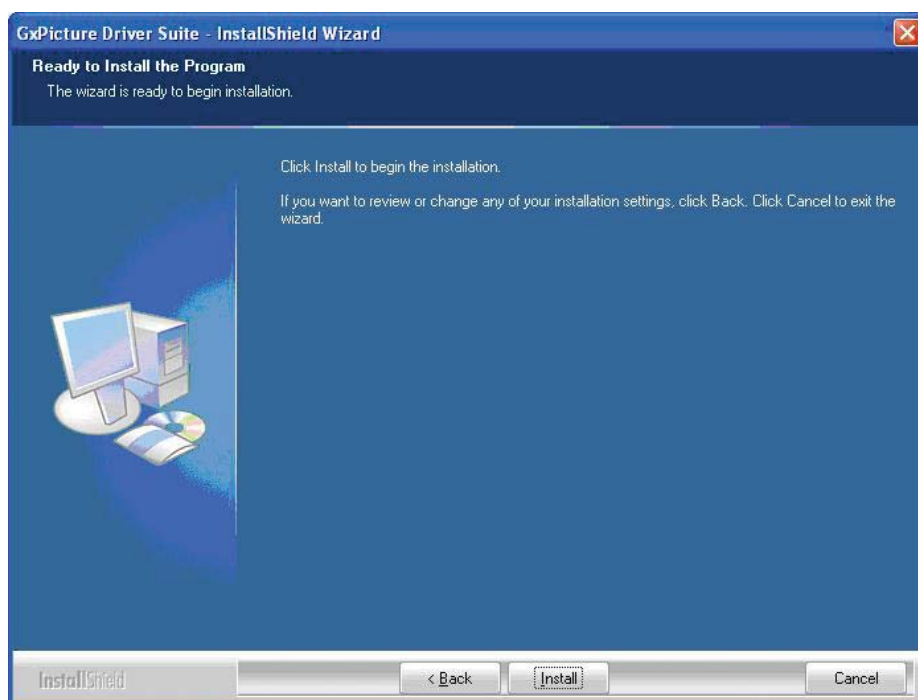 GxPicture Driver Suite - InstallShield Wizard
Ready to Install the Program
The wizard is ready to begin installation.
Click Install to begin the installation.
If you want to review or change any of your installation settings, click Back. Click Cancel to exit the
wizard.
InstallShield
< Back
Install
Cancel